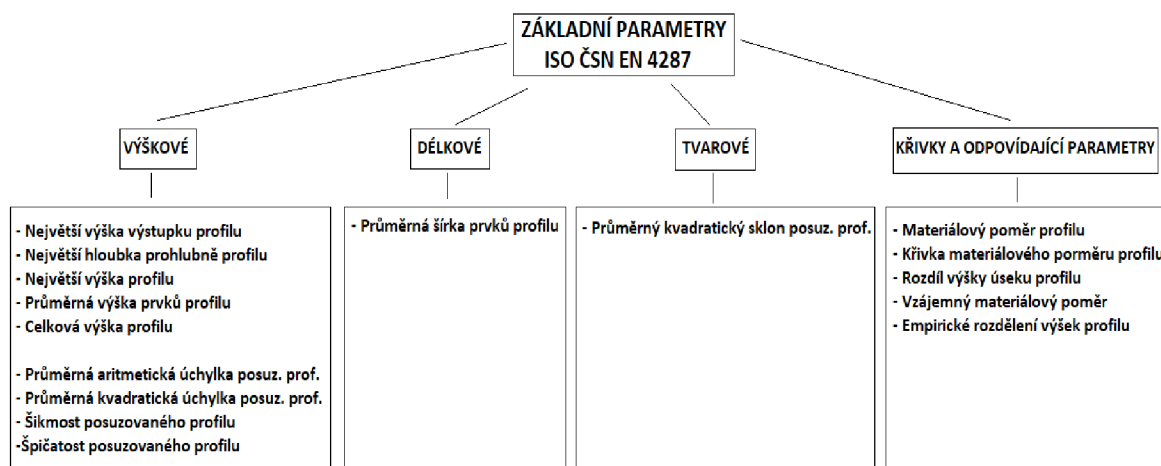 ZÁKLADNÍ PARAMETRY
ISO ČSN EN 4287
VÝŠKOVÉ
DÉLKOVÉ
TVAROVÉ
KŘIVKY A ODPOVÍDAJÍCÍ PARAMETRY
- Největší výška výstupku profilu
- Největší hloubka prohlubně profilu
- Největší výška profilu
- Průměrná výška prvků profilu
- Celková výška profilu
- Průměrná aritmetická úchylka posuz. prof.
- Průměrná kvadratická úchylka posuz. prof.
- Šikmost posuzovaného profilu
-Špičatost posuzovaného profilu
- Průměrná šírka prvků profilu
- Průměrný kvadratický sklon posuz. prof.
- Materiálový poměr profilu
- Křivka materiálového porměru profilu
- Rozdíl výšky úseku profilu
- Vzájemný materiálový poměr
- Empirické rozdělení výšek profilu